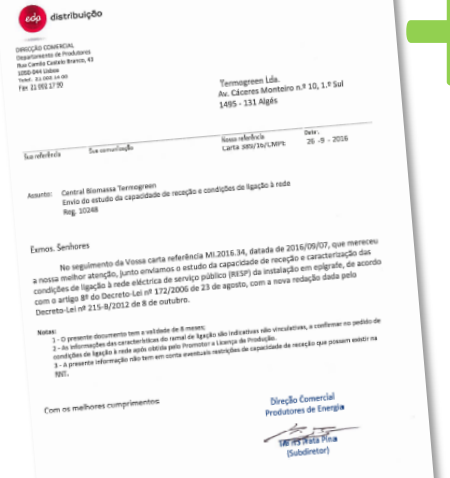 edp distribuição
DIRECÇÃO COMERCIAL
Departamento de Produtores
Rua Camilo Castelo Branco, 43
1050-044 Lisboa
Fax 21 002 17 90
Termogreen Lda.
Av. Cáceres Monteiro n.º 10, 1.º Sul
1495 - 131 Algés
Sua referência Sua comunicação Nossa referência Data:
Carta 389/16/CMPE 26 -9 - 2016
Assunto: Central Biomassa Termogreen
Envio do estudo da capacidade de receção e condições de ligação à rede
Reg. 10248
Exmos. Senhores
No seguimento da Vossa carta referência MI.2016.34, datada de 2016/09/07, que mereceu
a nossa melhor atenção, junto enviamos o estudo da capacidade de receção e caracterização das
condições de ligação à rede eléctrica de serviço público (RESP) da instalação em epígrafe, de acordo
com o artigo 8º do Decreto-Lei nº 172/2006 de 23 de agosto, com a nova redação dada pelo
Decreto-Lei nº 215-B/2012 de 8 de outubro.
Notas:
1 - O presente documento tem a validade de 8 meses;
2 - As informações das características do ramal de ligação são indicativas não vinculativas, a confirmar no pedido de
condições de ligação à rede após obtida pelo Promotor a Licença de Produção.
3 - A presente informação não tem em conta eventuais restrições de capacidade de receção que possam existir na
RNT.
Com os melhores cumprimentos
Direção Comercial
Produtores de Energia
Pina
(Subdiretor)